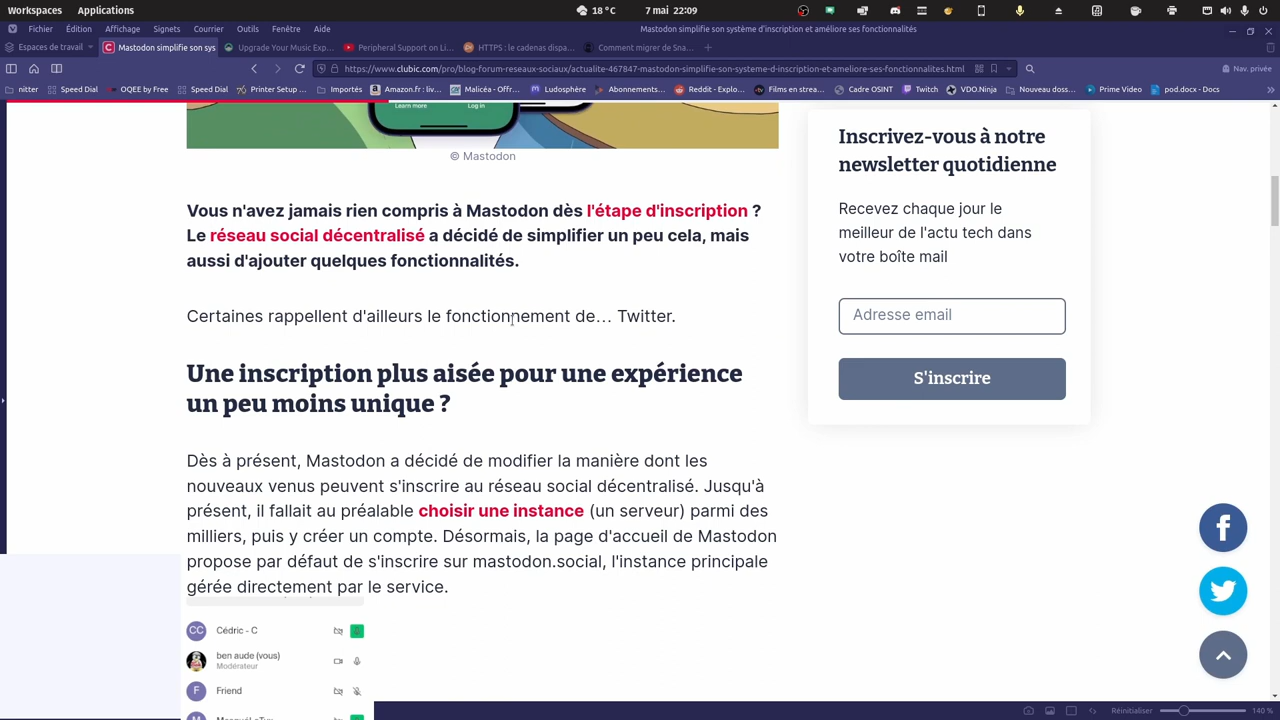 Applications
Workspaces
Fichier Édition Affichage Signets Courrier Outils Fenêtre Aide
Mastodon simplifie son système d'inscription et améliore ses fonctionnalités
Espaces de travail
Mastodon simplifie son sys
Upgrade Your Music Exp...
Peripheral Support on Li...
HTTPS : le cadenas dispa...
Comment migrer de Sna...
https://www.clubic.com/pro/blog-forum-reseaux-sociaux/actualite-467847-mastodon-simplifie-son-systeme-d-inscription-et-ameliore-ses-fonctionnalites.html
Nav. privée
nitter
Speed Dial
OQEE by Free
Speed Dial
Printer Setup ...
Importés
Amazon.fr : livr...
Malicéa - Offr...
Ludosphère
Abonnements...
Reddit - Explo...
Films en strea...
Cadre OSINT
Twitch
VDO.Ninja
Nouveau doss...
Prime Video
pod.docx - Docs
Learn more
Log in
© Mastodon
Vous n'avez jamais rien compris à Mastodon dès l'étape d'inscription ?
Le réseau social décentralisé a décidé de simplifier un peu cela, mais
aussi d'ajouter quelques fonctionnalités.
Certaines rappellent d'ailleurs le fonctionnement de… Twitter.
Une inscription plus aisée pour une expérience
un peu moins unique ?
Dès à présent, Mastodon a décidé de modifier la manière dont les
nouveaux venus peuvent s'inscrire au réseau social décentralisé. Jusqu'à
présent, il fallait au préalable choisir une instance (un serveur) parmi des
milliers, puis y créer un compte. Désormais, la page d'accueil de Mastodon
propose par défaut de s'inscrire sur mastodon.social, l'instance principale
gérée directement par le service.
Inscrivez-vous à notre
newsletter quotidienne
Recevez chaque jour le
meilleur de l'actu tech dans
votre boîte mail
Adresse email
S'inscrire
CC Cédric - C
ben aude (vous)
Modérateur
F Friend
Réinitialiser
140 %